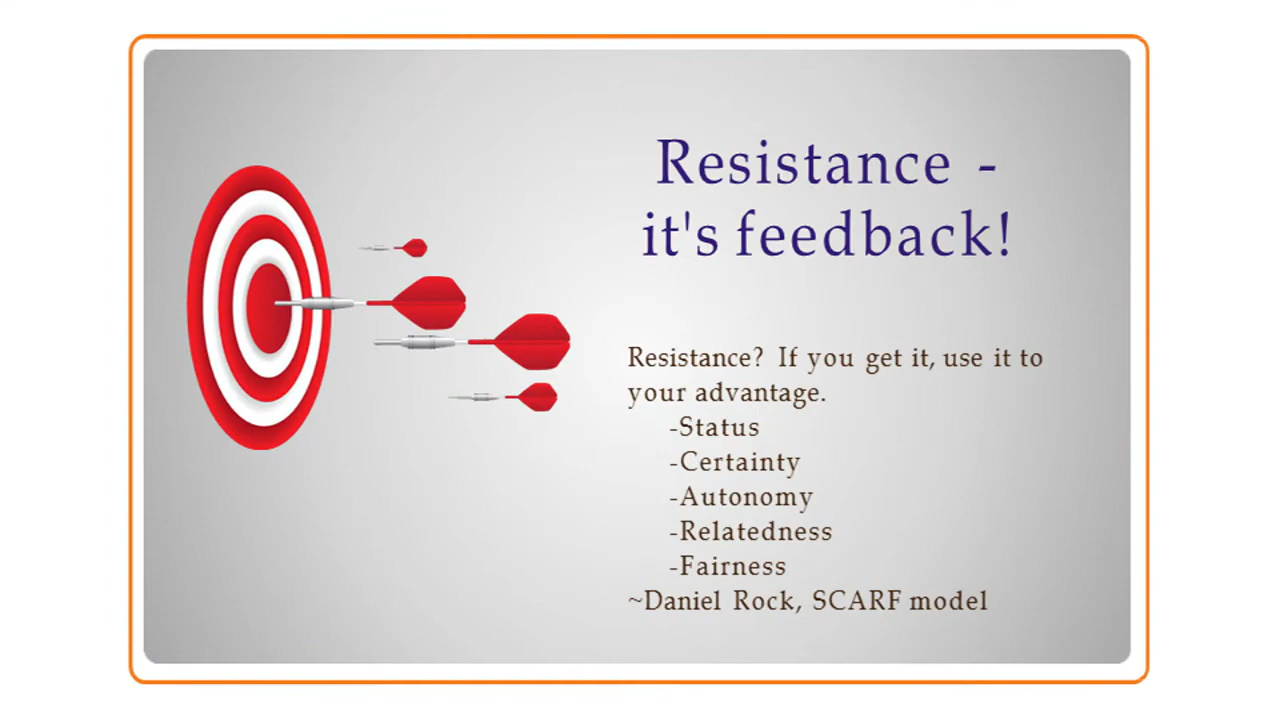 Resistance -
it's feedback!
Resistance? If you get it, use it to
your advantage.
-Status
-Certainty
-Autonomy
-Relatedness
-Fairness
~Daniel Rock, SCARF model